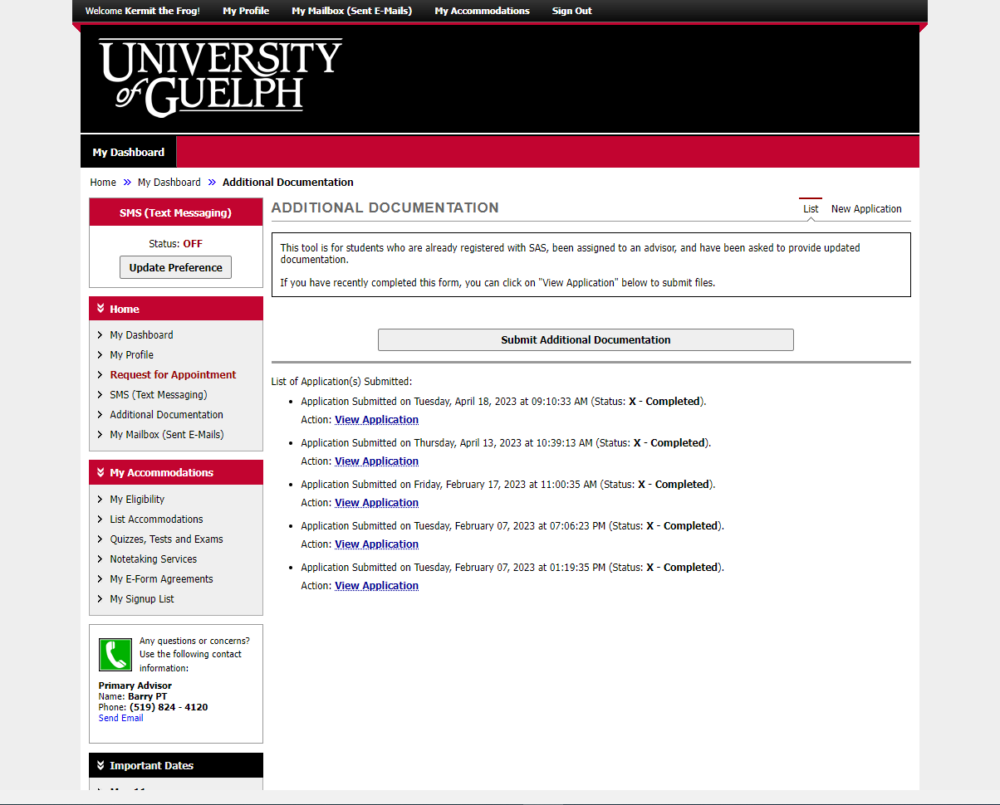 Welcome Kermit the Frog! My Profile My Mailbox (Sent E-Mails) My Accommodations Sign Out
UNIVERSITY
of GUELPH
My Dashboard
Home » My Dashboard » Additional Documentation
SMS (Text Messaging)
Status: OFF
Update Preference
Home
My Dashboard
My Profile
Request for Appointment
SMS (Text Messaging)
Additional Documentation
My Mailbox (Sent E-Mails)
My Accommodations
My Eligibility
List Accommodations
Quizzes, Tests and Exams
Notetaking Services
My E-Form Agreements
My Signup List
Any questions or concerns?
Use the following contact
information:
Primary Advisor
Name: Barry PT
Phone: (519) 824 - 4120
Send Email
Important Dates
ADDITIONAL DOCUMENTATION
List New Application
This tool is for students who are already registered with SAS, been assigned to an advisor, and have been asked to provide updated
documentation.
If you have recently completed this form, you can click on "View Application" below to submit files.
Submit Additional Documentation
List of Application(s) Submitted:
• Application Submitted on Tuesday, April 18, 2023 at 09:10:33 AM (Status: X - Completed).
Action: View Application
• Application Submitted on Thursday, April 13, 2023 at 10:39:13 AM (Status: X - Completed).
Action: View Application
• Application Submitted on Friday, February 17, 2023 at 11:00:35 AM (Status: X - Completed).
Action: View Application
• Application Submitted on Tuesday, February 07, 2023 at 07:06:23 PM (Status: X - Completed).
Action: View Application
• Application Submitted on Tuesday, February 07, 2023 at 01:19:35 PM (Status: X - Completed).
Action: View Application